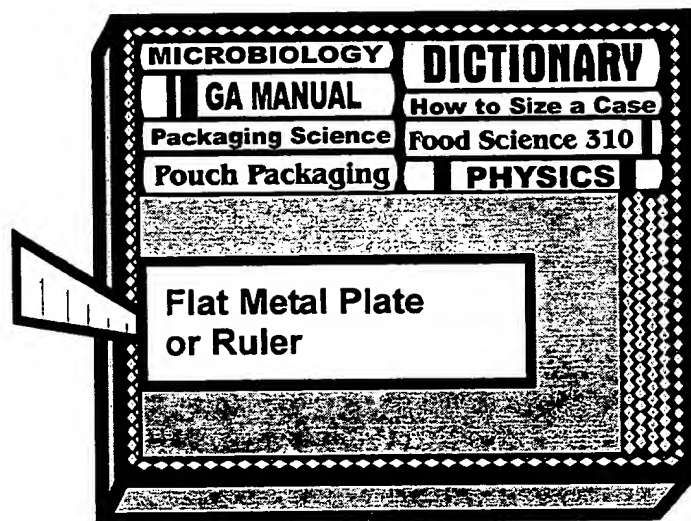 MICROBIOLOGY
GA MANUAL
Packaging Science
Pouch Packaging
DICTIONARY
How to Size a Case
Food Science 310
PHYSICS
Flat Metal Plate
or Ruler